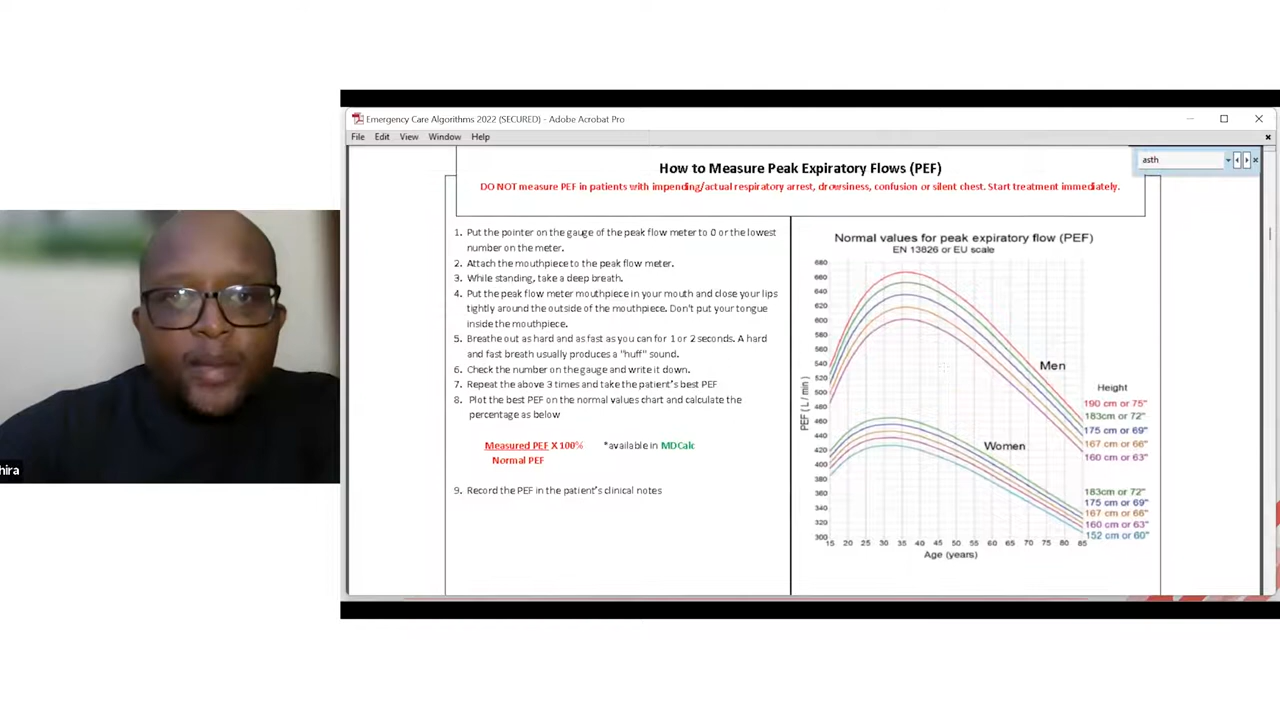 Emergency Care Algorithms 2022 (SECURED) - Adobe Acrobat Pro
File Edit View Window Help
asth
How to Measure Peak Expiratory Flows (PEF)
DO NOT measure PEF in patients with impending/actual respiratory arrest, drowsiness, confusion or silent chest. Start treatment immediately.
1. Put the pointer on the gauge of the peak flow meter to 0 or the lowest
number on the meter.
2. Attach the mouthpiece to the peak flow meter.
3. While standing, take a deep breath.
4. Put the peak flow meter mouthpiece in your mouth and close your lips
tightly around the outside of the mouthpiece. Don't put your tongue
inside the mouthpiece.
5. Breathe out as hard and as fast as you can for 1 or 2 seconds. A hard
and fast breath usually produces a "huff" sound.
6. Check the number on the gauge and write it down.
7. Repeat the above 3 times and take the patient's best PEF
8. Plot the best PEF on the normal values chart and calculate the
percentage as below
Measured PEF X 100% *available in MDCalc
Normal PEF
9. Record the PEF in the patient's clinical notes
Normal values for peak expiratory flow (PEF)
EN 13826 or EU scale
680
660
640
620
600
580
560
540
520
500
480
460
440
420
400
380
360
340
320
300
PEF (L / min)
Men
Women
Height
190 cm or 75"
183cm or 72"
175 cm or 69"
167 cm or 66"
160 cm or 63"
183cm or 72"
175 cm or 69"
167 cm or 66"
160 cm or 63"
152 cm or 60"
15 20 25 30 35 40 45 50 55 60 65 70 75 80 85
Age (years)
hira